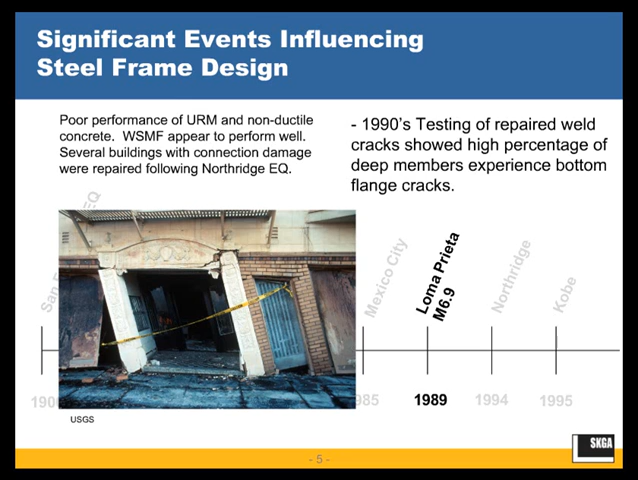 Significant Events Influencing
Steel Frame Design
Poor performance of URM and non-ductile
concrete. WSMF appear to perform well.
Several buildings with connection damage
were repaired following Northridge EQ.
- 1990's Testing of repaired weld
cracks showed high percentage of
deep members experience bottom
flange cracks.
San
EQ
Mexico City
Loma Prieta
M6.9
Northridge
Kobe
190
985
1989
1994
1995
USGS
SKGA
- 5 -